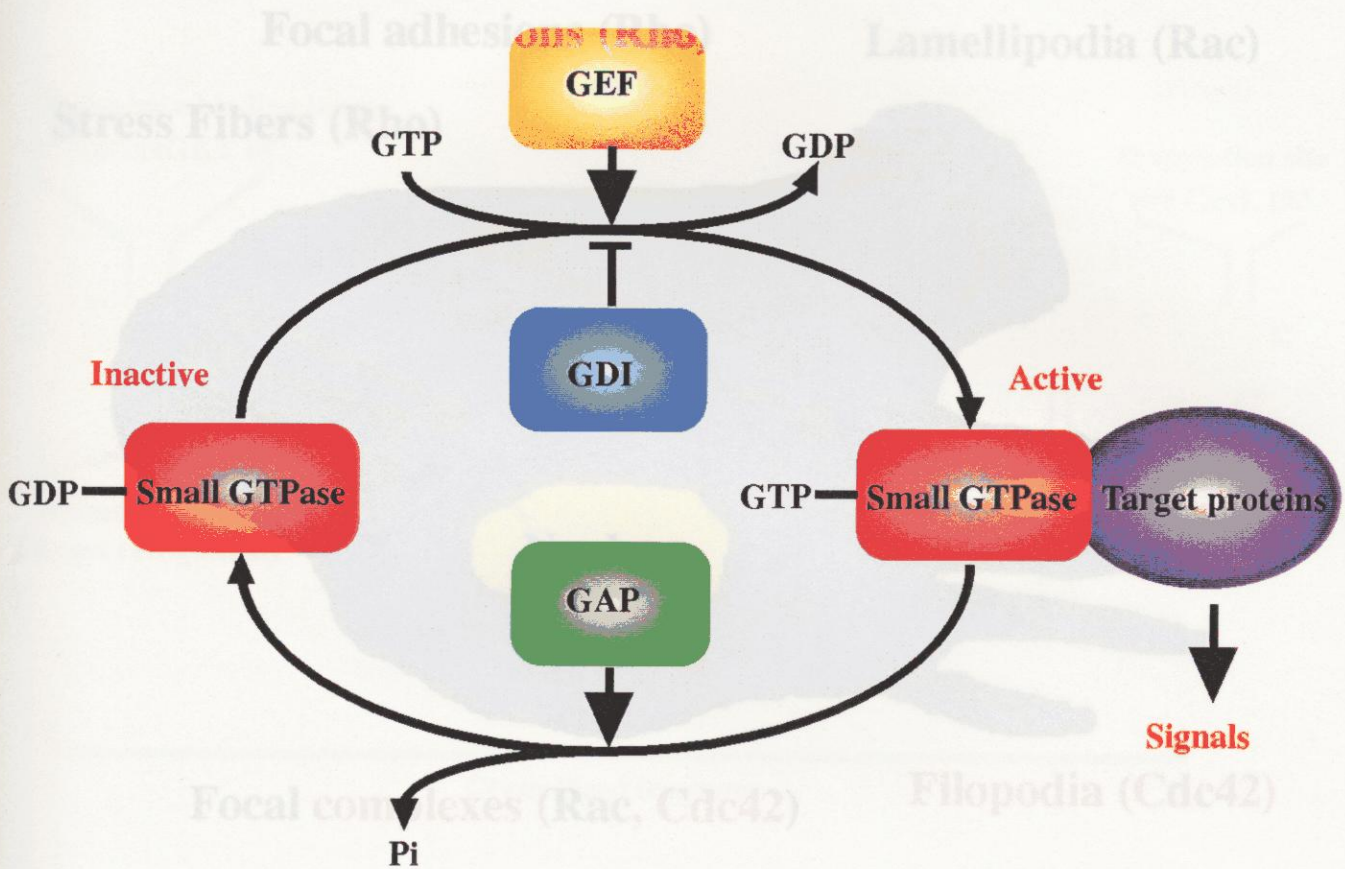 Focal adhesions (Rho)
Lamellipodia (Rac)
GEF
Stress Fibers (Rho)
GTP
GDP
GDI
Inactive
Active
GDP
Small GTPase
GTP
Small GTPase
Target proteins
GAP
Signals
Focal complexes (Rac, Cdc42)
Filopodia (Cdc42)
Pi